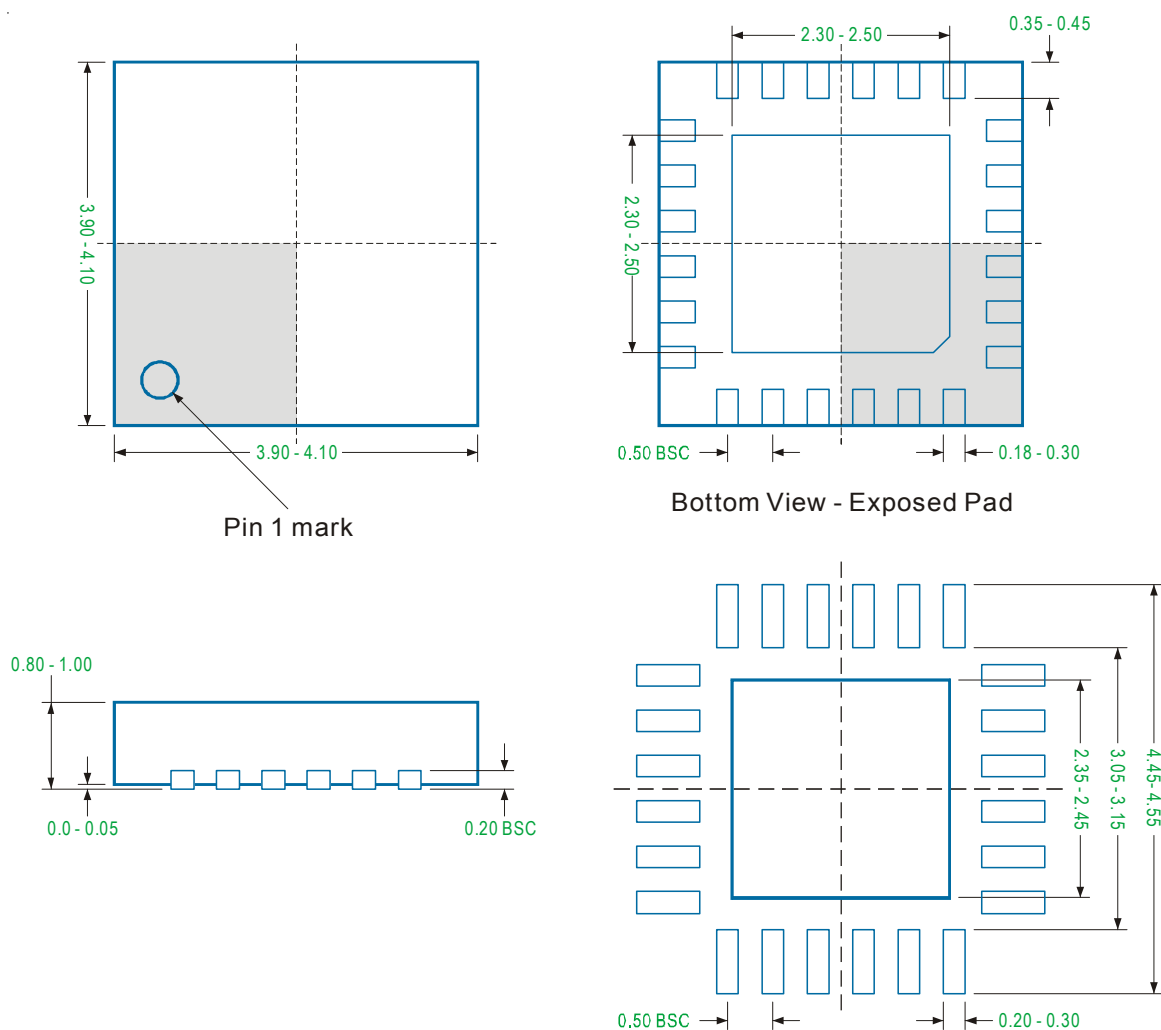 2.30 - 2.50
0.35 - 0.45
3.90 - 4.10
2.30 - 2.50
3.90 - 4.10
0.50 BSC
0.18 - 0.30
Pin 1 mark
Bottom View - Exposed Pad
0.80 - 1.00
2.35 - 2.45
3.05 - 3.15
4.45 - 4.55
0.0 - 0.05
0.20 BSC
0.50 BSC
0.20 - 0.30